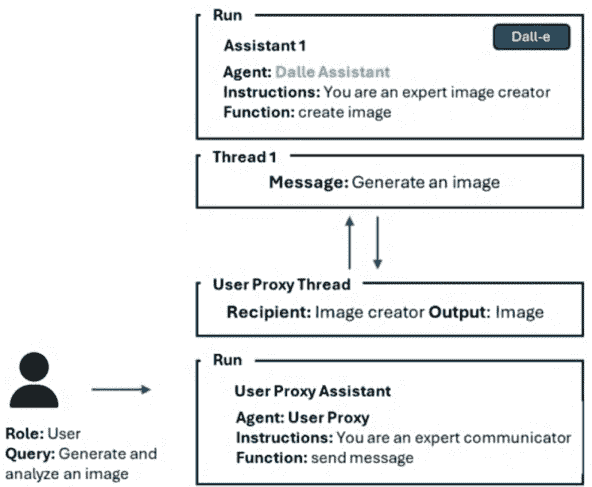 Run
Dall-e
Assistant 1
Agent: Dalle Assistant
Instructions: You are an expert image creator
Function: create image
Thread 1
Message: Generate an image
User Proxy Thread
Recipient: Image creator Output: Image
Run
User Proxy Assistant
Agent: User Proxy
Instructions: You are an expert communicator
Function: send message
Role: User
Query: Generate and
analyze an image